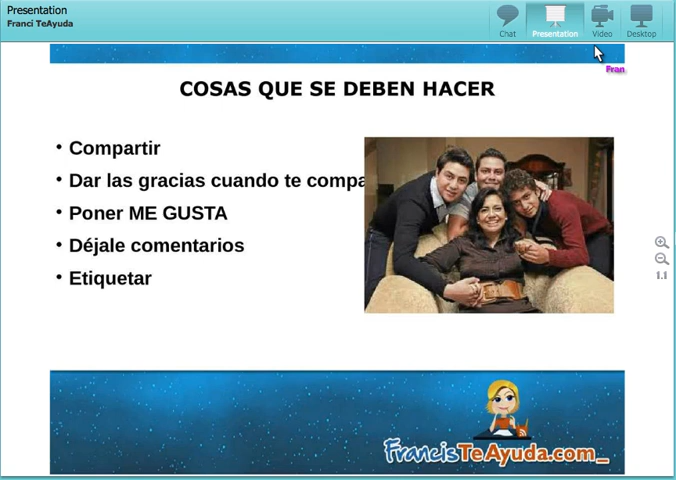 Presentation
Franci TeAyuda
Chat
Presentation
Video
Desktop
Fran
COSAS QUE SE DEBEN HACER
• Compartir
• Dar las gracias cuando te compa
• Poner ME GUSTA
• Déjale comentarios
• Etiquetar
1.1
FrancisTeAyuda.com_